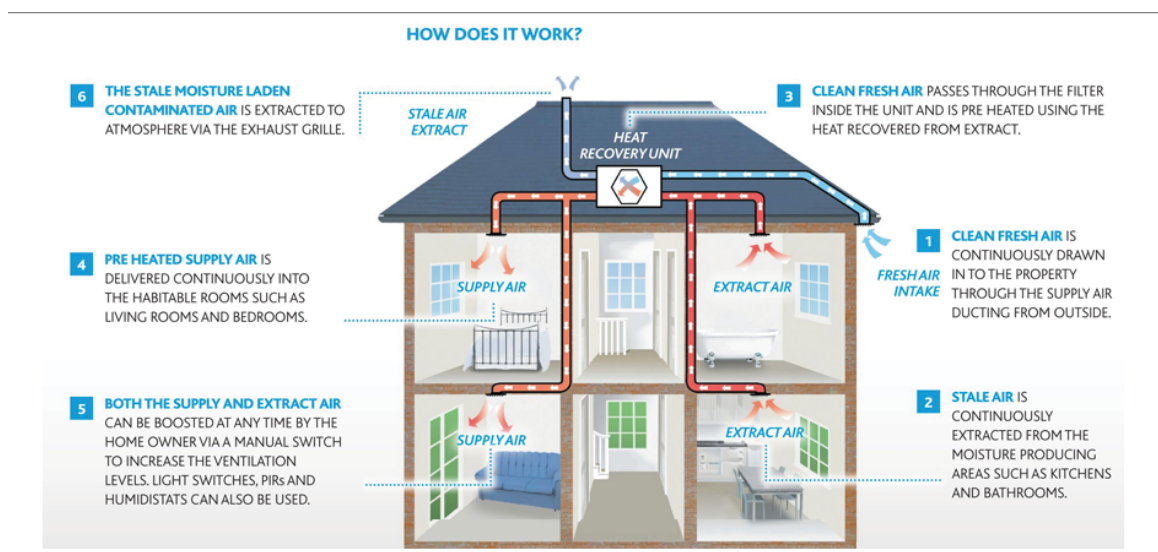 HOW DOES IT WORK?
6
THE STALE MOISTURE LADEN
CONTAMINATED AIR IS EXTRACTED TO
ATMOSPHERE VIA THE EXHAUST GRILLE.
STALE AIR
EXTRACT
HEAT
RECOVERY UNIT
3
CLEAN FRESH AIR PASSES THROUGH THE FILTER
INSIDE THE UNIT AND IS PRE HEATED USING THE
HEAT RECOVERED FROM EXTRACT.
4
PRE HEATED SUPPLY AIR IS
DELIVERED CONTINUOUSLY INTO
THE HABITABLE ROOMS SUCH AS
LIVING ROOMS AND BEDROOMS.
SUPPLY AIR
EXTRACT AIR
FRESH AIR
INTAKE
1
CLEAN FRESH AIR IS
CONTINUOUSLY DRAWN
IN TO THE PROPERTY
THROUGH THE SUPPLY AIR
DUCTING FROM OUTSIDE.
5
BOTH THE SUPPLY AND EXTRACT AIR
CAN BE BOOSTED AT ANY TIME BY THE
HOME OWNER VIA A MANUAL SWITCH
TO INCREASE THE VENTILATION
LEVELS. LIGHT SWITCHES, PIRs AND
HUMIDISTATS CAN ALSO BE USED.
SUPPLY AIR
EXTRACT AIR
2
STALE AIR IS
CONTINUOUSLY
EXTRACTED FROM THE
MOISTURE PRODUCING
AREAS SUCH AS KITCHENS
AND BATHROOMS.